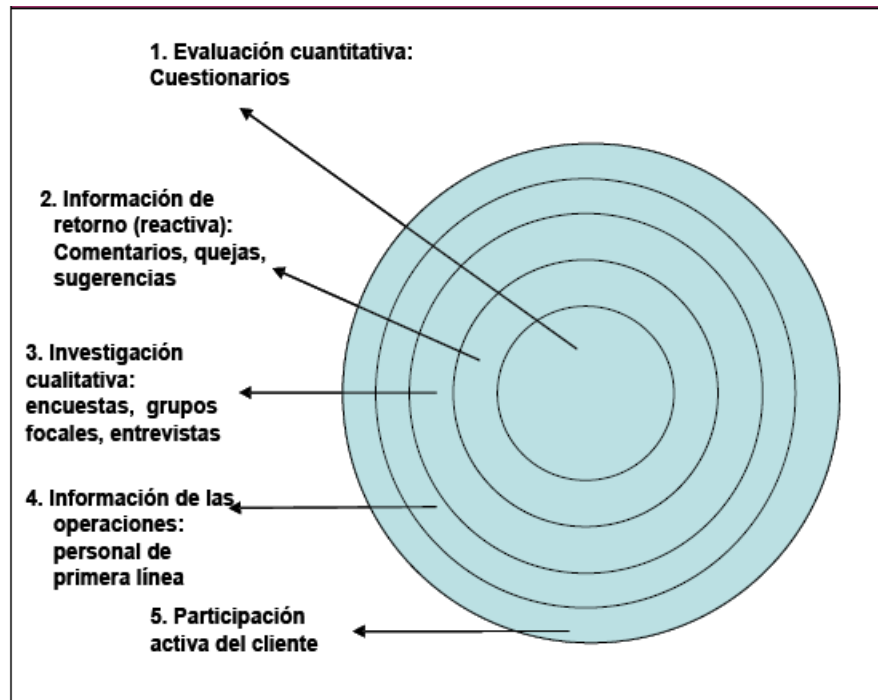 1. Evaluación cuantitativa:
Cuestionarios
2. Información de
retorno (reactiva):
Comentarios, quejas,
sugerencias
3. Investigación
cualitativa:
encuestas, grupos
focales, entrevistas
4. Información de las
operaciones:
personal de
primera línea
5. Participación
activa del cliente